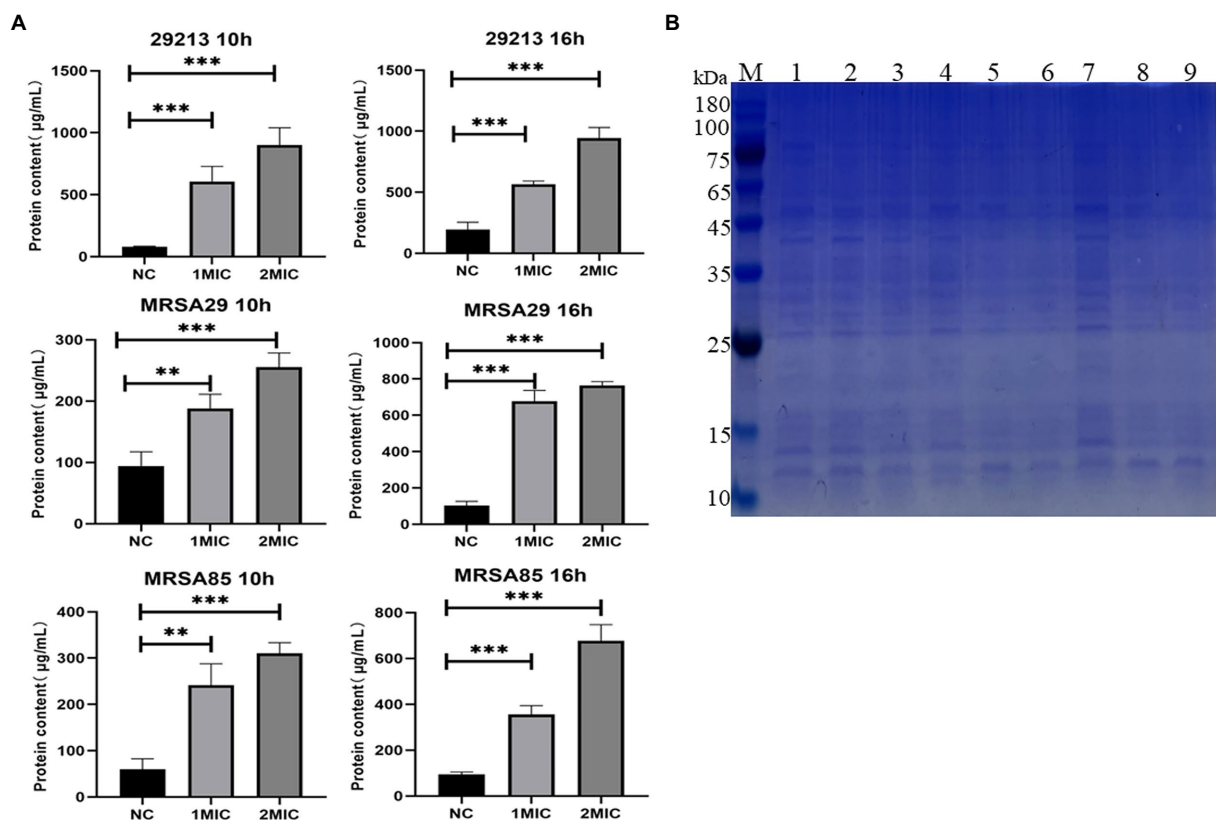 A
29213 10h
Protein content( μg/mL)
1500
1000
500
0
***
***
NC 1MIC 2MIC
29213 16h
Protein content( μg/mL)
1500
1000
500
0
***
***
NC 1MIC 2MIC
MRSA29 10h
Protein content( μg/mL)
300
200
100
0
***
**
NC 1MIC 2MIC
MRSA29 16h
Protein content( μg/mL)
1000
800
600
400
200
0
***
***
NC 1MIC 2MIC
MRSA85 10h
Protein content( μg/mL)
400
300
200
100
0
***
**
NC 1MIC 2MIC
MRSA85 16h
Protein content( μg/mL)
800
600
400
200
0
***
***
NC 1MIC 2MIC
B
kDa M 1 2 3 4 5 6 7 8 9
180
100
75
65
45
35
25
15
10